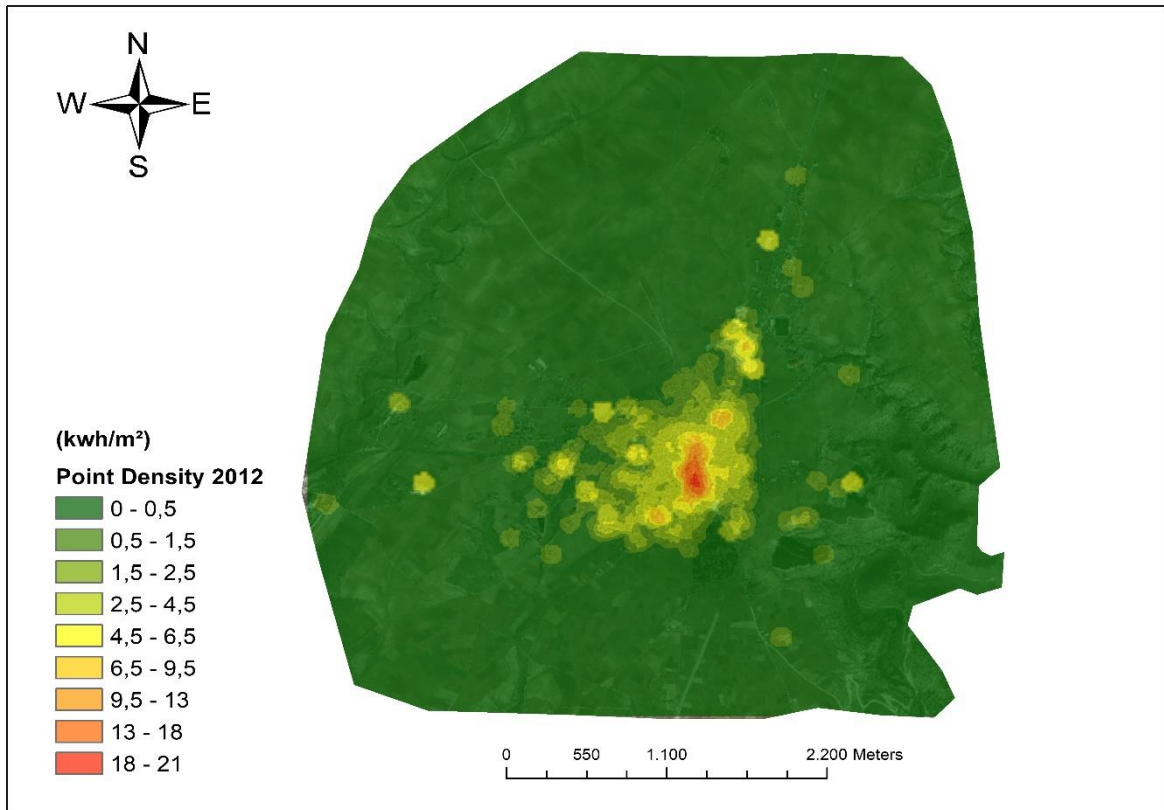 N
W E
S
(kwh/m²)
Point Density 2012
0 - 0,5
0,5 - 1,5
1,5 - 2,5
2,5 - 4,5
4,5 - 6,5
6,5 - 9,5
9,5 - 13
13 - 18
18 - 21
0 550 1.100 2.200 Meters